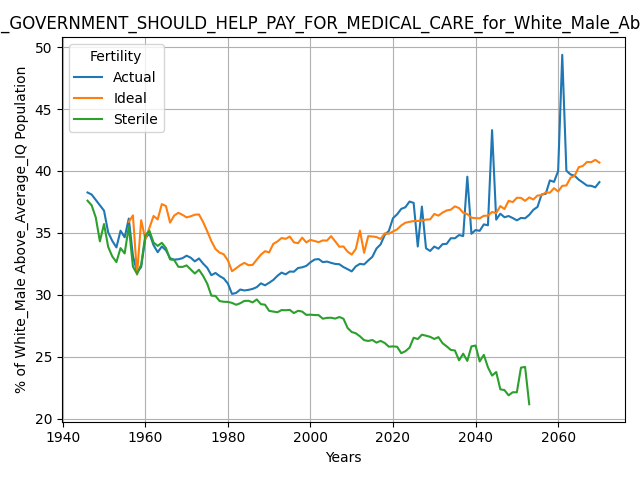 _GOVERNMENT_SHOULD_HELP_PAY_FOR_MEDICAL_CARE_for_White_Male_Ab
Fertility
Actual
Ideal
Sterile
% of White_Male Above_Average_IQ Population
50
45
40
35
30
25
20
1940
1960
1980
2000
2020
2040
2060
Years